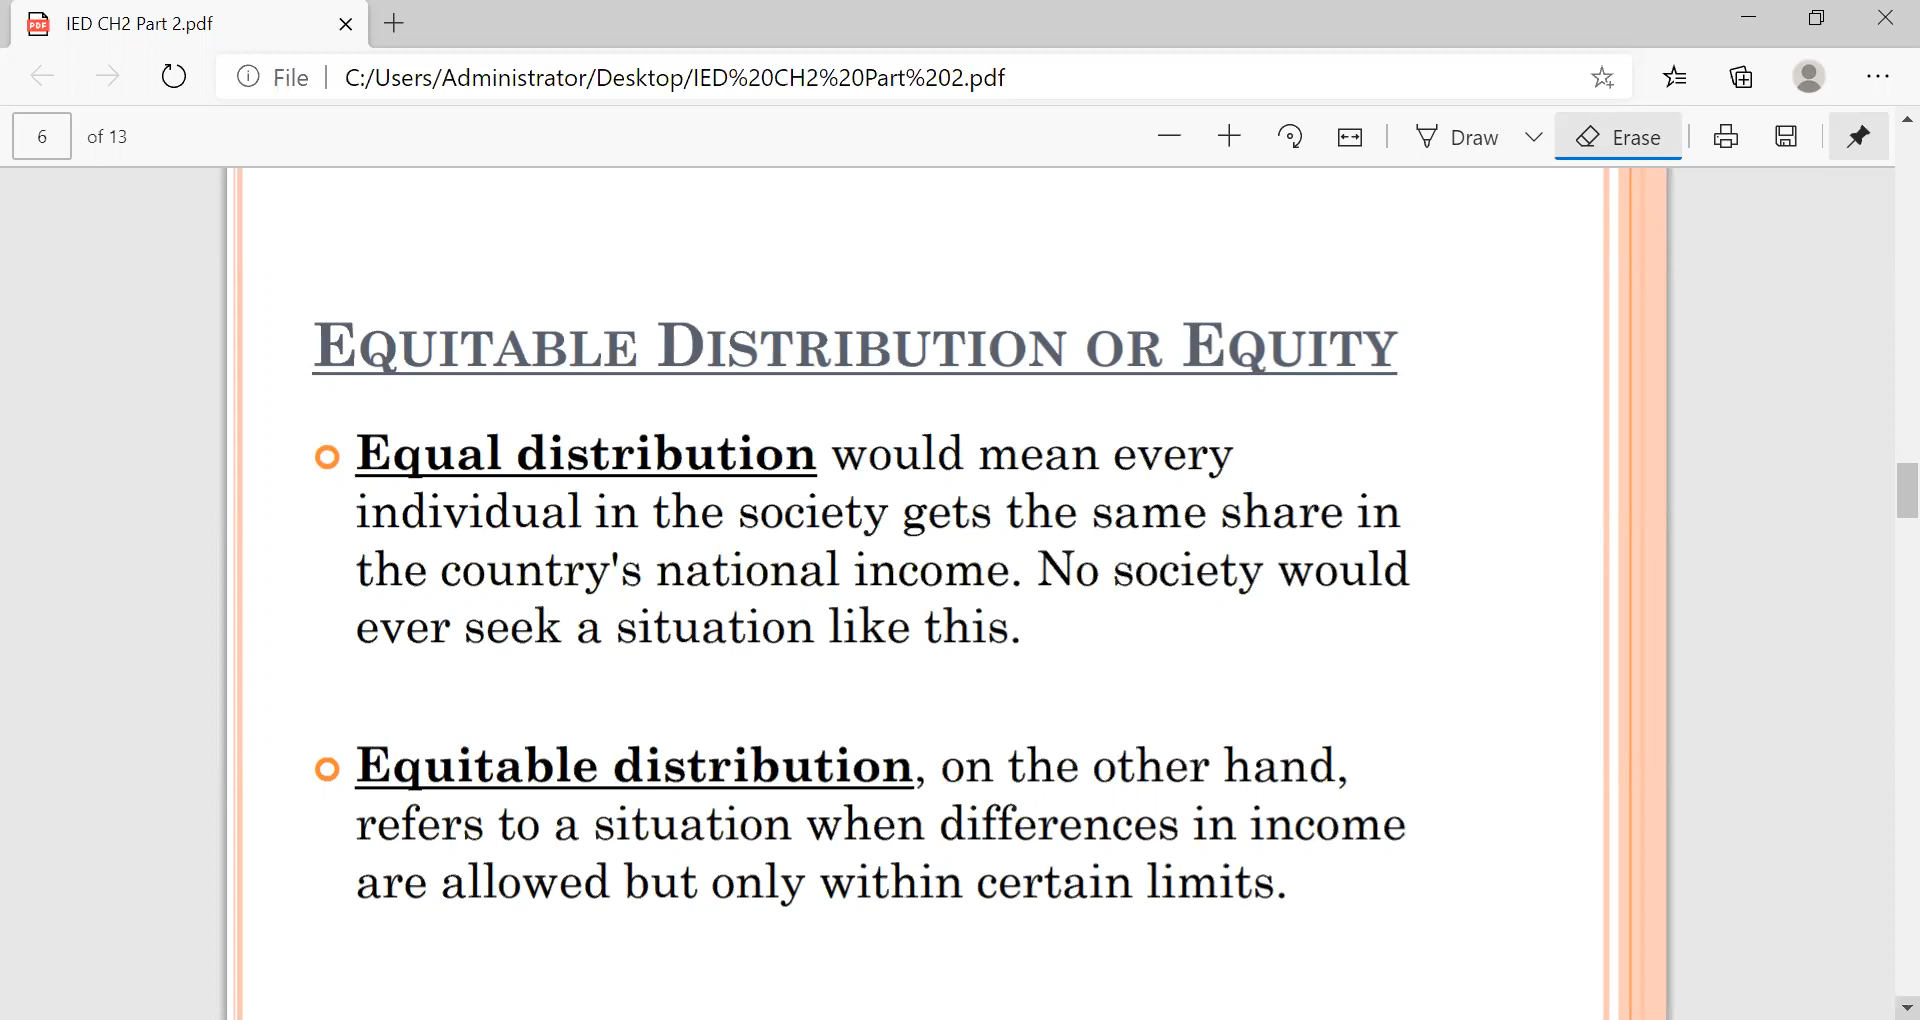 IED CH2 Part 2.pdf
File | C:/Users/Administrator/Desktop/IED%20CH2%20Part%202.pdf
6 of 13
Draw
Erase
EQUITABLE DISTRIBUTION OR EQUITY
Equal distribution would mean every
individual in the society gets the same share in
the country's national income. No society would
ever seek a situation like this.
Equitable distribution, on the other hand,
refers to a situation when differences in income
are allowed but only within certain limits.